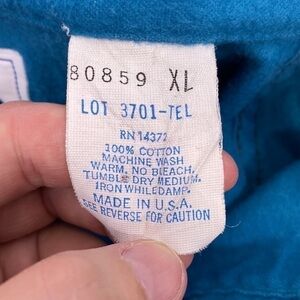 80859 XL
LOT 3701-TEL
RN 14372
100% COTTON
MACHINE WASH
WARM. NO BLEACH.
TUMBLE DRY MEDIUM.
IRON WHILE DAMP.
MADE IN U.S.A.
SEE REVERSE FOR CAUTION